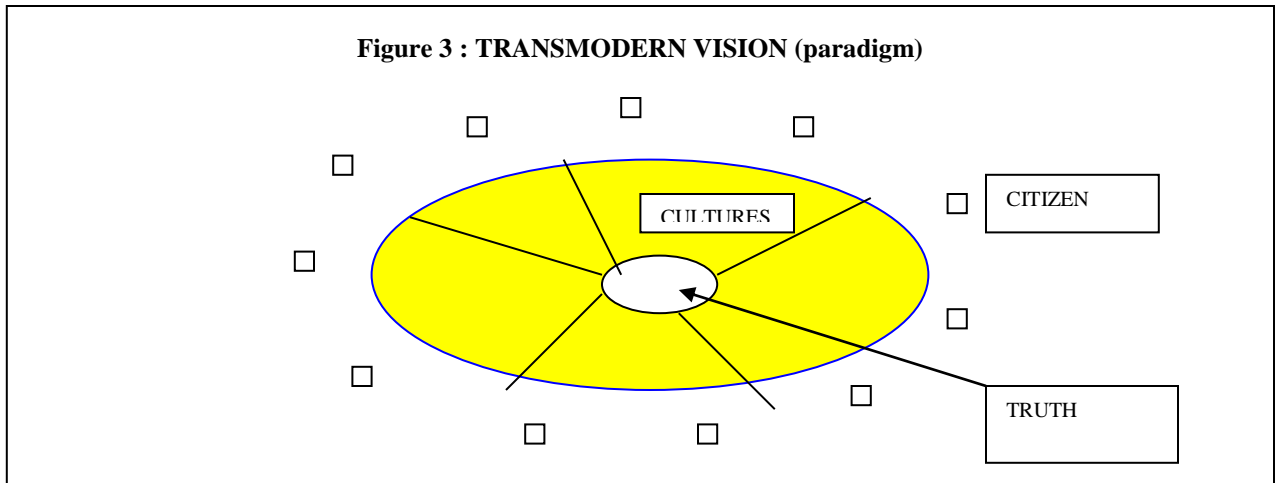 Figure 3 : TRANSMODERN VISION (paradigm)
CULTURES
CITIZEN
TRUTH